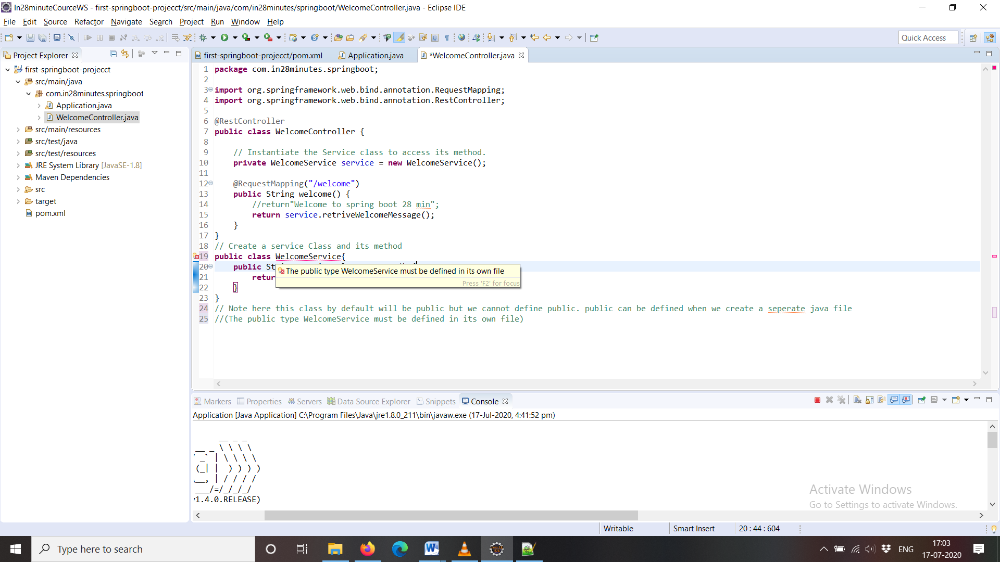 In28minuteCourceWS - first-springboot-projecct/src/main/java/com/in28minutes/springboot/WelcomeController.java - Eclipse IDE
File Edit Source Refactor Navigate Search Project Run Window Help
Quick Access
Project Explorer
first-springboot-projecct
src/main/java
com.in28minutes.springboot
Application.java
WelcomeController.java
src/main/resources
src/test/java
src/test/resources
JRE System Library [JavaSE-1.8]
Maven Dependencies
src
target
pom.xml
first-springboot-projecct/pom.xml Application.java *WelcomeController.java
1 package com.in28minutes.springboot;
2
3 import org.springframework.web.bind.annotation.RequestMapping;
4 import org.springframework.web.bind.annotation.RestController;
5
6 @RestController
7 public class WelcomeController {
8
9 // Instantiate the Service class to access its method.
10 private WelcomeService service = new WelcomeService();
11
12 @RequestMapping("/welcome")
13 public String welcome() {
14 //return"Welcome to spring boot 28 min";
15 return service.retriveWelcomeMessage();
16 }
17 }
18 // Create a service Class and its method
19 public class WelcomeService{
20 public
21
22 }
23 }
24 // Note here this class by default will be public but we cannot define public. public can be defined when we create a seperate java file
25 //(The public type WelcomeService must be defined in its own file)
The public type WelcomeService must be defined in its own file
Press 'F2' for focus
Markers Properties Servers Data Source Explorer Snippets Console
Application [Java Application] C:\Program Files\Java\jre1.8.0_211\bin\javaw.exe (17-Jul-2020, 4:41:52 pm)
__ _ _
__ _ \ \ \ \
' _` | \ \ \ \
(_| | ) ) ) )
\__, | / / / /
___/=/_/_/_/
1.4.0.RELEASE)
Activate Windows
Go to Settings to activate Windows.
Writable Smart Insert 20 : 44 : 604
Type here to search
ENG
17:03
17-07-2020